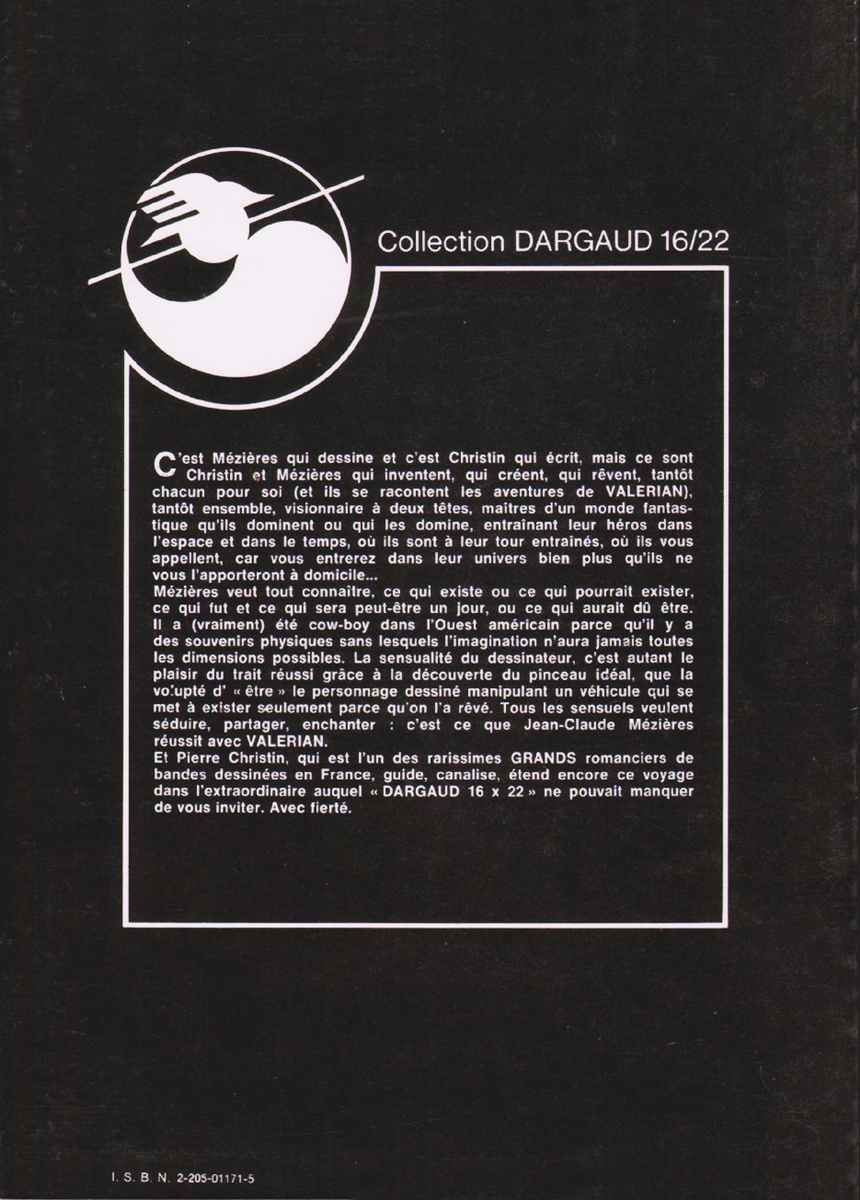 Collection DARGAUD 16/22
C'est Mézières qui dessine et c'est Christin qui écrit, mais ce sont
Christin et Mézières qui inventent, qui créent, qui rêvent, tantôt
chacun pour soi (et ils se racontent les aventures de VALERIAN),
tantôt ensemble, visionnaire à deux têtes, maîtres d'un monde fantas-
tique qu'ils dominent ou qui les domine, entraînant leur héros dans
l'espace et dans le temps, où ils sont à leur tour entraînés, où ils vous
appellent, car vous entrerez dans leur univers bien plus qu'ils ne
vous l'apporteront à domicile...
Mézières veut tout connaître, ce qui existe ou ce qui pourrait exister,
ce qui fut et ce qui sera peut-être un jour, ou ce qui aurait dû être.
Il a (vraiment) été cow-boy dans l'Ouest américain parce qu'il y a
des souvenirs physiques sans lesquels l'imagination n'aura jamais toutes
les dimensions possibles. La sensualité du dessinateur, c'est autant le
plaisir du trait réussi grâce à la découverte du pinceau idéal, que la
volupté d' « être » le personnage dessiné manipulant un véhicule qui se
met à exister seulement parce qu'on l'a rêvé. Tous les sensuels veulent
séduire, partager, enchanter : c'est ce que Jean-Claude Mézières
réussit avec VALERIAN.
Et Pierre Christin, qui est l'un des rarissimes GRANDS romanciers de
bandes dessinées en France, guide, canalise, étend encore ce voyage
dans l'extraordinaire auquel « DARGAUD 16 x 22 » ne pouvait manquer
de vous inviter. Avec fierté.
I. S. B. N. 2-205-01171-5